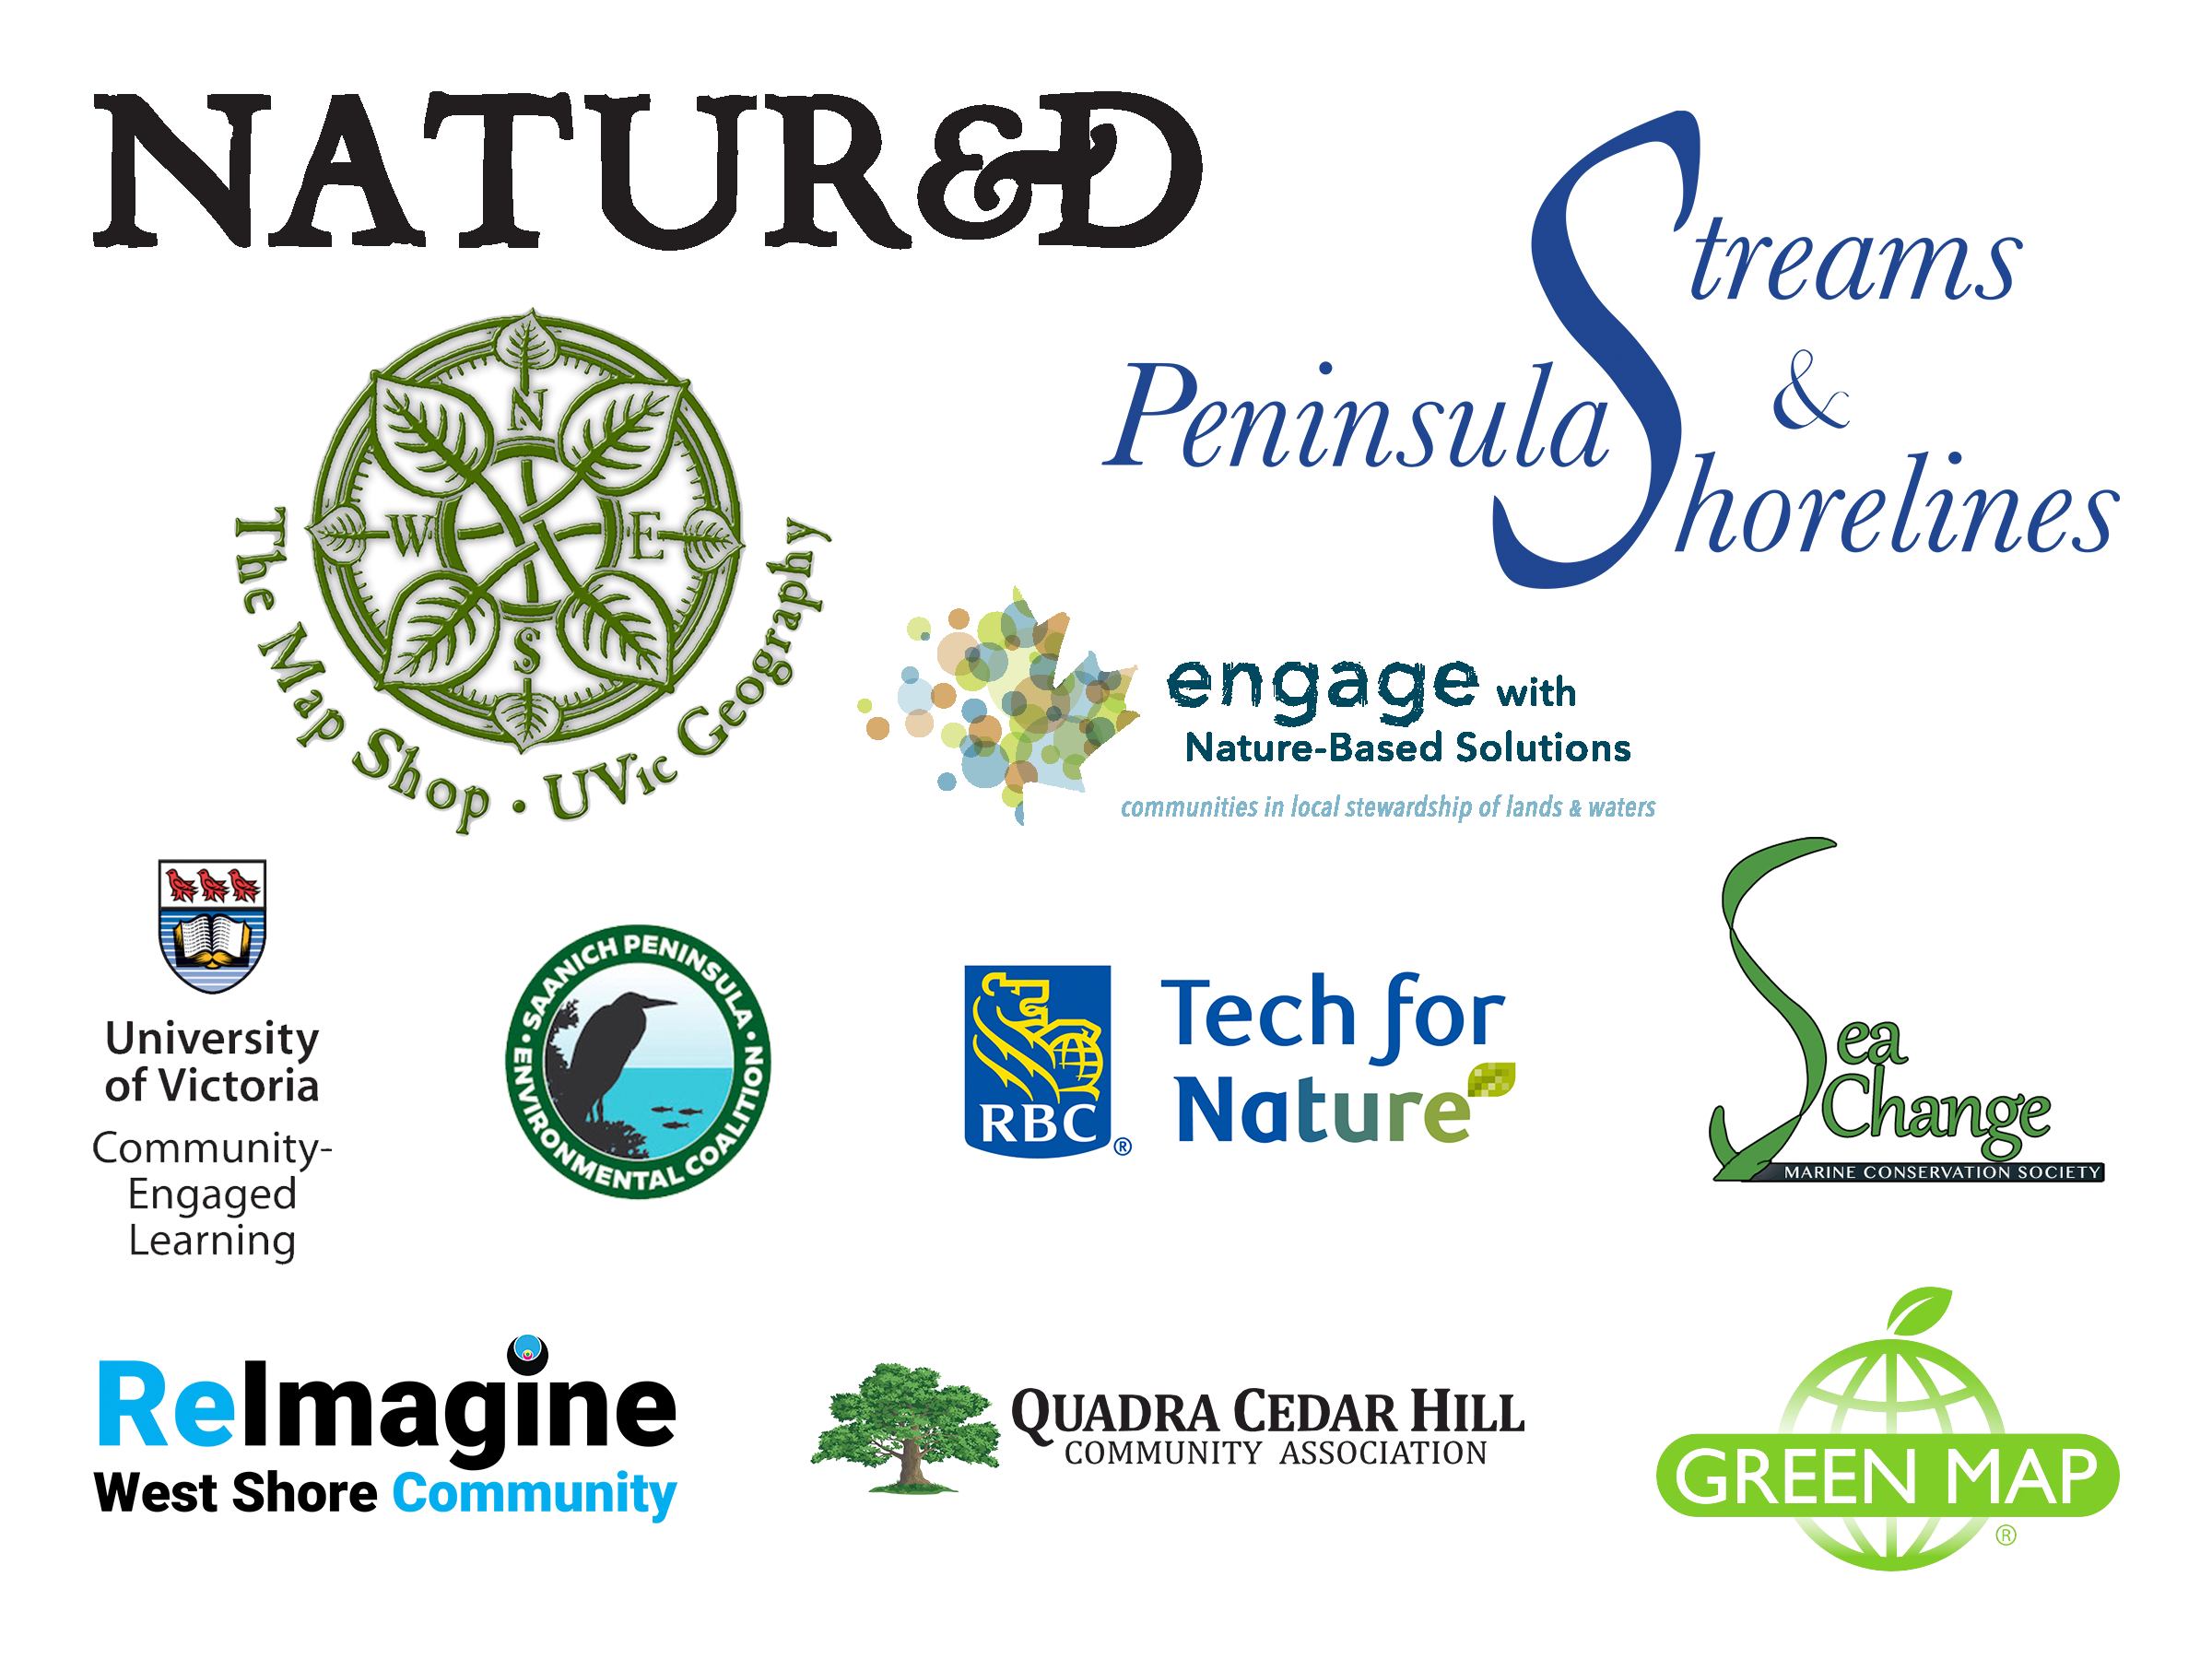 NATUR&D
Streams
&
Peninsula
Shorelines
N
W
E
S
The Map Shop · UVic Geography
engage with
Nature-Based Solutions
communities in local stewardship of lands & waters
University
of Victoria
Community-
Engaged
Learning
SAANICH PENINSULA
• ENVIRONMENTAL COALITION •
RBC
®
Tech for
Nature
Sea
Change
MARINE CONSERVATION SOCIETY
ReImagine
West Shore Community
QUADRA CEDAR HILL
COMMUNITY ASSOCIATION
GREEN MAP
®